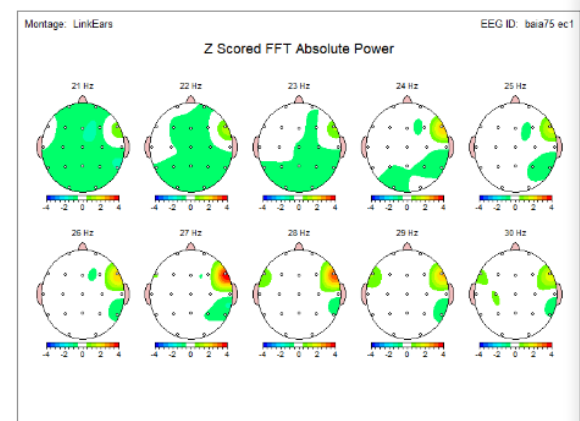 Montage: LinkEars EEG ID: baia75 ec1
Z Scored FFT Absolute Power
21 Hz 22 Hz 23 Hz 24 Hz 25 Hz
-4 -2 0 2 4 -4 -2 0 2 4 -4 -2 0 2 4 -4 -2 0 2 4 -4 -2 0 2 4
26 Hz 27 Hz 28 Hz 29 Hz 30 Hz
-4 -2 0 2 4 -4 -2 0 2 4 -4 -2 0 2 4 -4 -2 0 2 4 -4 -2 0 2 4